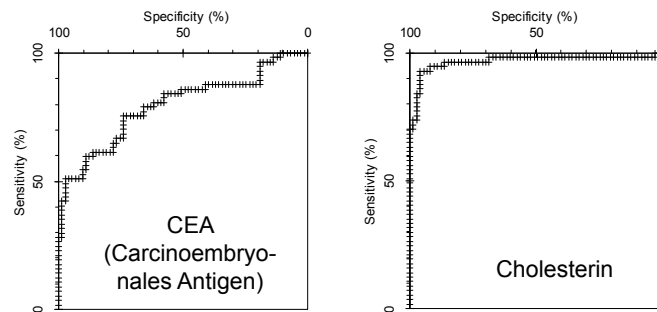 Specificity (%)
100 50 0
Sensitivity (%)
100
50
0
CEA
(Carcinoembryo-
nales Antigen)
Specificity (%)
100 50
Sensitivity (%)
100
50
0
Cholesterin